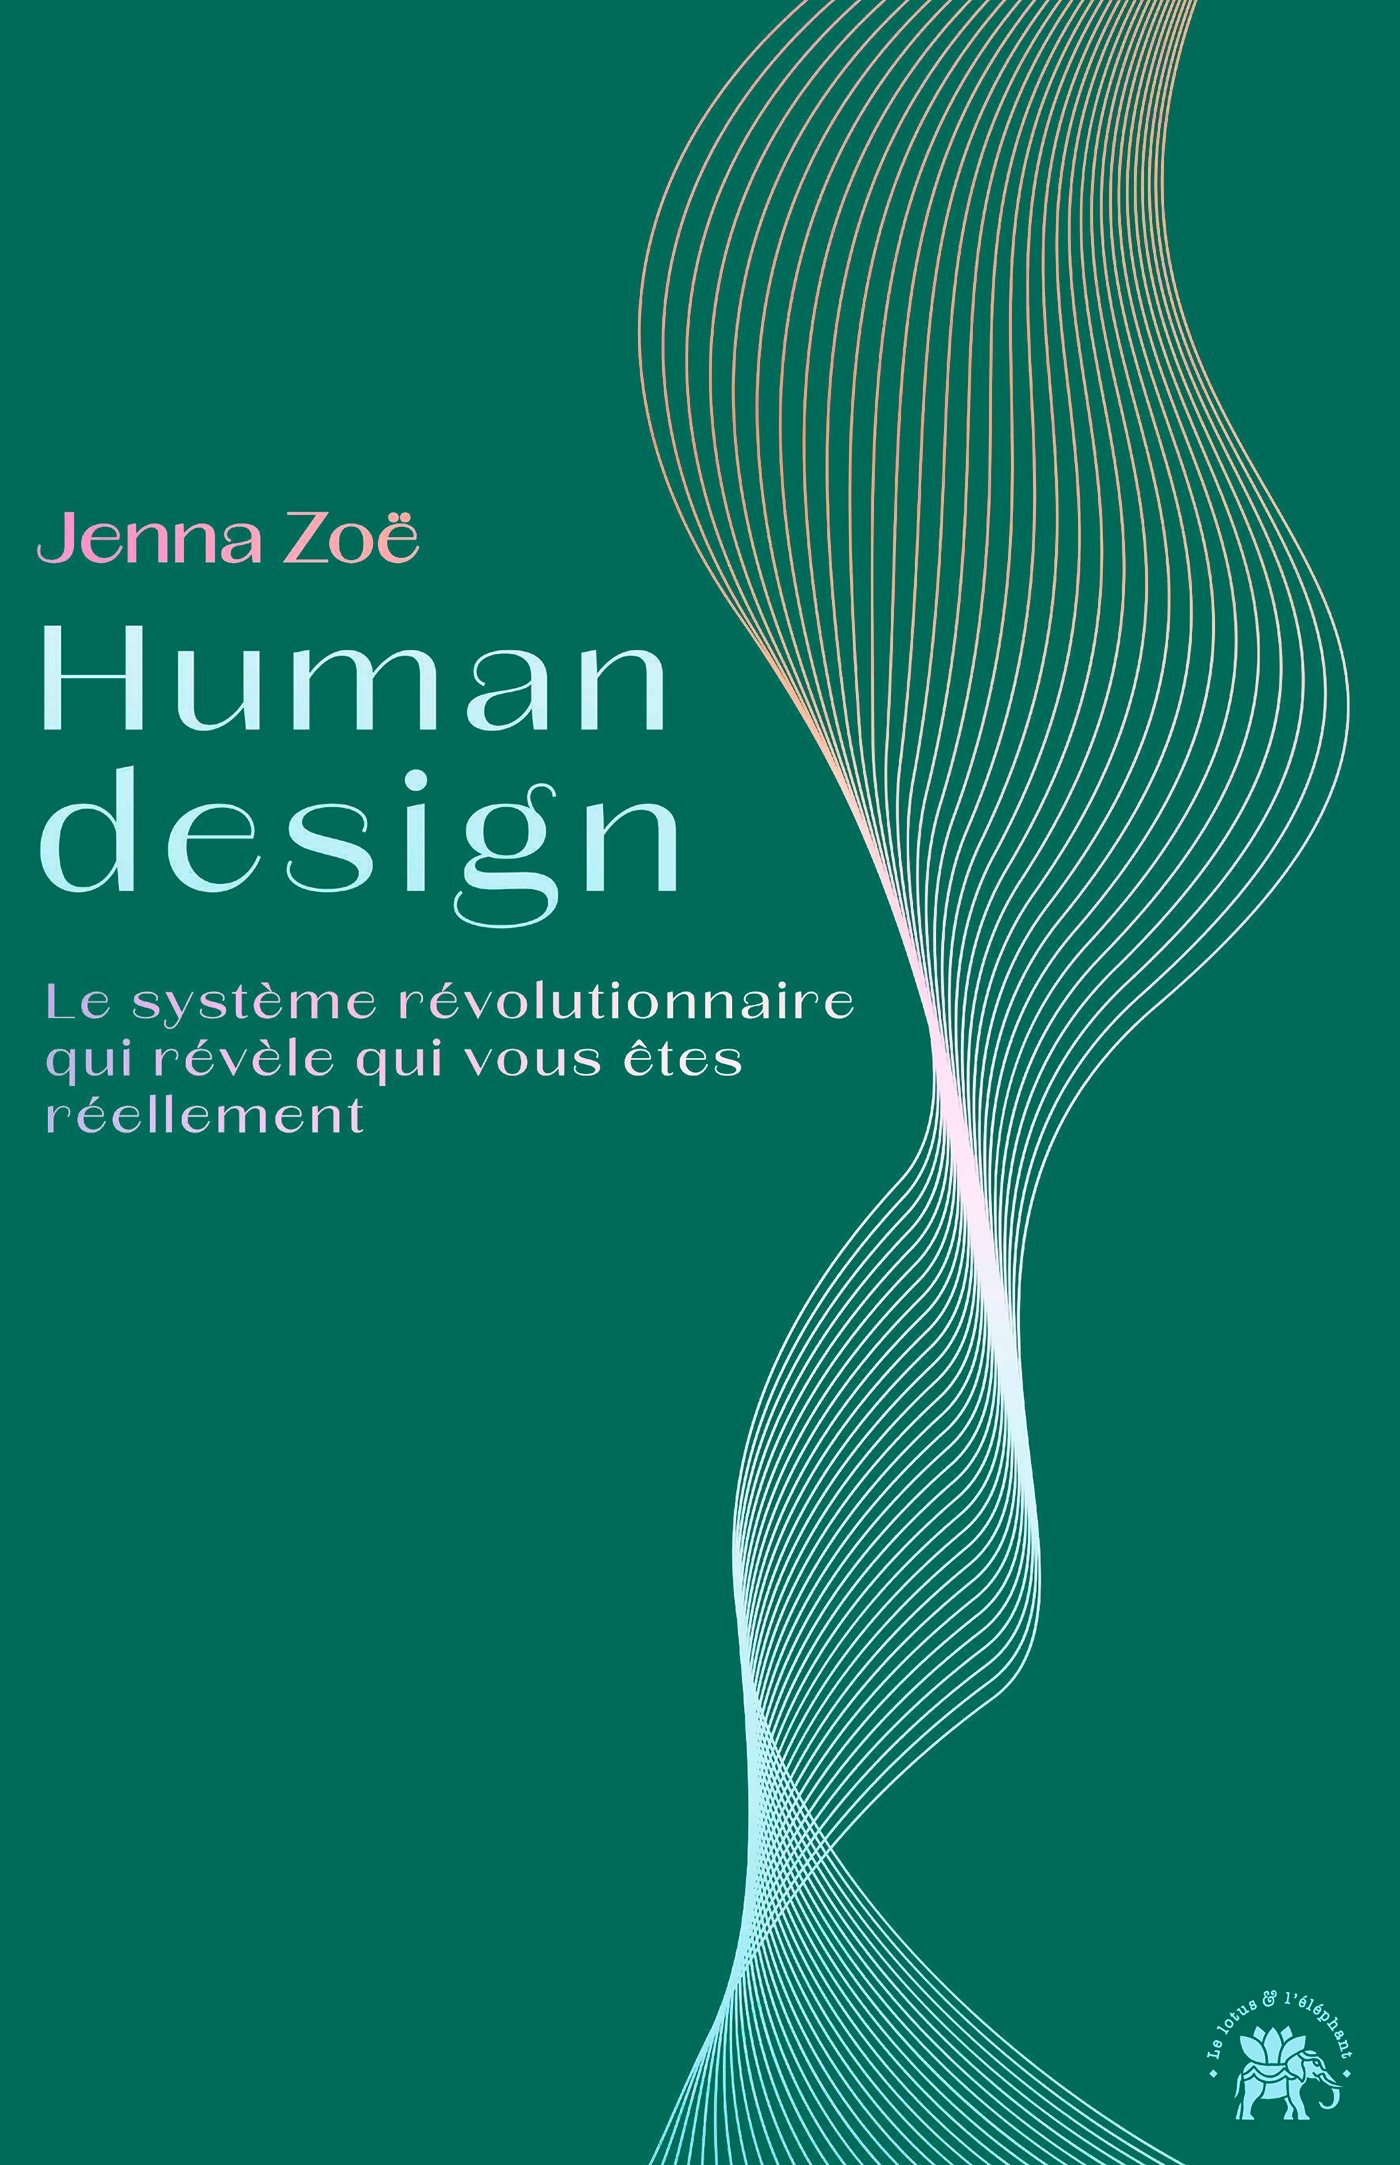 Jenna Zoë
Human
design
Le système révolutionnaire
qui révèle qui vous êtes
réellement
Le lotus & l'éléphant